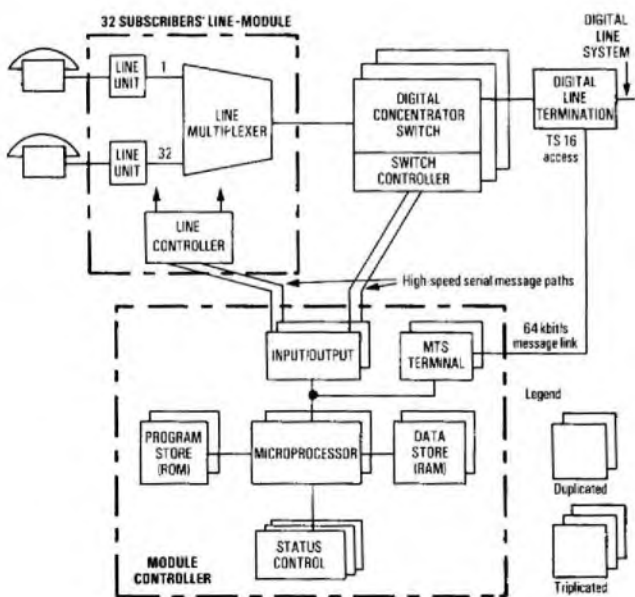 32 SUBSCRIBERS' LINE-MODULE
DIGITAL
LINE
SYSTEM
LINE
UNIT
1
LINE
MULTIPLEXER
DIGITAL
CONCENTRATOR
SWITCH
DIGITAL
LINE
TERMINATION
LINE
UNIT
32
SWITCH
CONTROLLER
TS 16
access
LINE
CONTROLLER
High-speed serial message paths
INPUT/OUTPUT
MTS
TERMINAL
64 kbit/s
message link
Legend
PROGRAM
STORE
(ROM)
MICROPROCESSOR
DATA
STORE
(RAM)
Duplicated
STATUS
CONTROL
MODULE
CONTROLLER
Triplicated